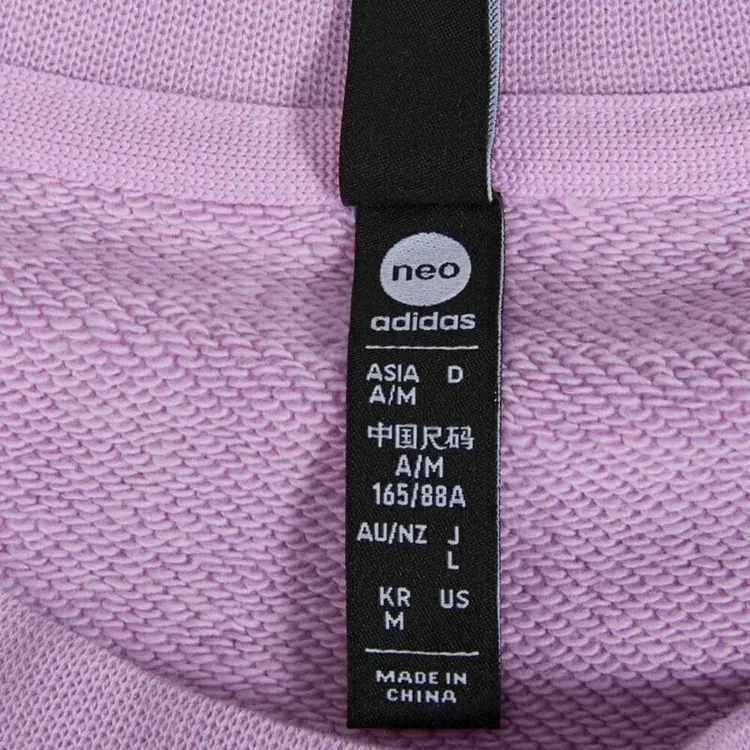 neo
adidas
ASIA D
A/M
中国尺码
A/M
165/88A
AU/NZ J
L
KR US
M
MADE IN
CHINA